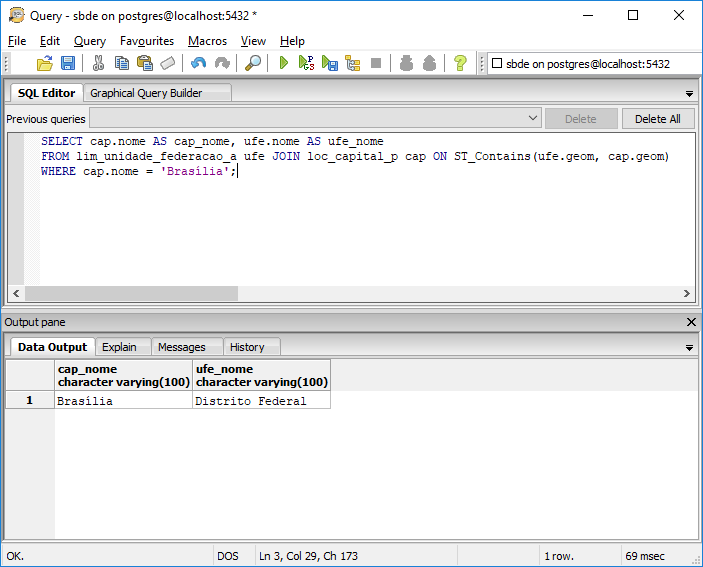 Query - sbde on postgres@localhost:5432 *
File Edit Query Favourites Macros View Help
sbde on postgres@localhost:5432
SQL Editor Graphical Query Builder
Previous queries Delete Delete All
SELECT cap.nome AS cap_nome, ufe.nome AS ufe_nome
FROM lim_unidade_federacao_a ufe JOIN loc_capital_p cap ON ST_Contains(ufe.geom, cap.geom)
WHERE cap.nome = 'Brasília';
Output pane
Data Output Explain Messages History
cap_nome ufe_nome
character varying(100) character varying(100)
1 Brasília Distrito Federal
OK. DOS Ln 3, Col 29, Ch 173 1 row. 69 msec